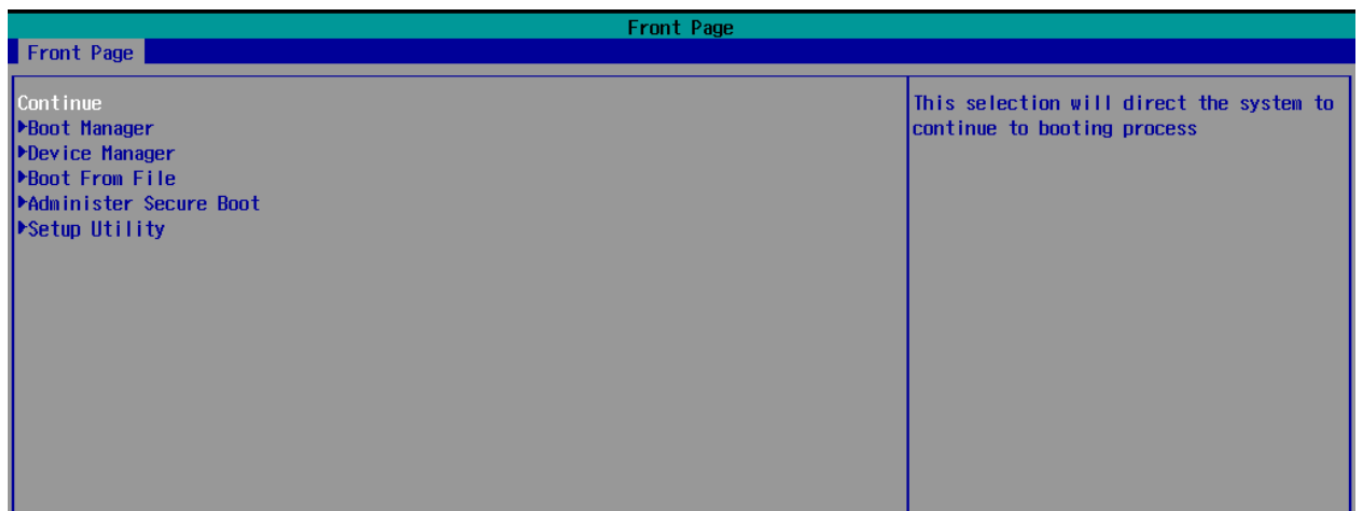 Front Page
Front Page
Continue
▶Boot Manager
▶Device Manager
▶Boot From File
▶Administer Secure Boot
▶Setup Utility
This selection will direct the system to
continue to booting process